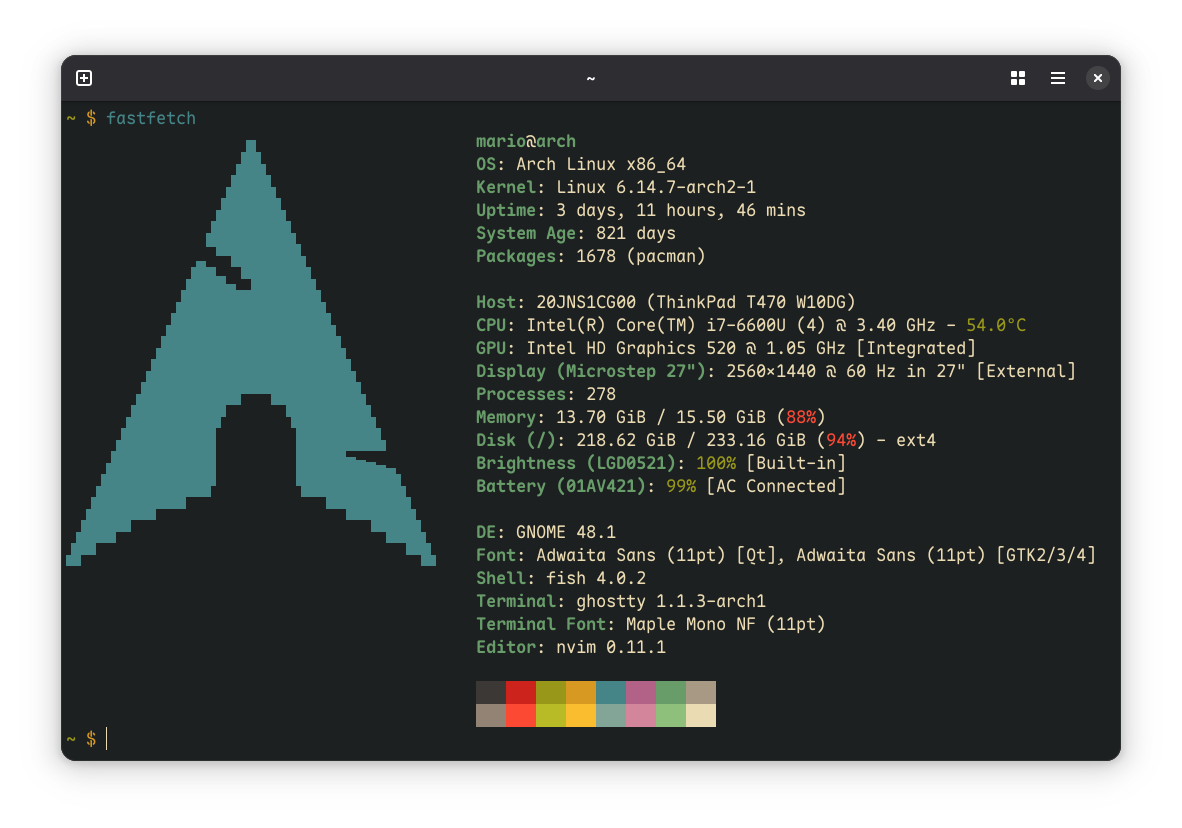 ~
~ $ fastfetch
mario@arch
OS: Arch Linux x86_64
Kernel: Linux 6.14.7-arch2-1
Uptime: 3 days, 11 hours, 46 mins
System Age: 821 days
Packages: 1678 (pacman)
Host: 20JNS1CG00 (ThinkPad T470 W10DG)
CPU: Intel(R) Core(TM) i7-6600U (4) @ 3.40 GHz - 54.0°C
GPU: Intel HD Graphics 520 @ 1.05 GHz [Integrated]
Display (Microstep 27"): 2560×1440 @ 60 Hz in 27" [External]
Processes: 278
Memory: 13.70 GiB / 15.50 GiB (88%)
Disk (/): 218.62 GiB / 233.16 GiB (94%) - ext4
Brightness (LGD0521): 100% [Built-in]
Battery (01AV421): 99% [AC Connected]
DE: GNOME 48.1
Font: Adwaita Sans (11pt) [Qt], Adwaita Sans (11pt) [GTK2/3/4]
Shell: fish 4.0.2
Terminal: ghostty 1.1.3-arch1
Terminal Font: Maple Mono NF (11pt)
Editor: nvim 0.11.1
~ $